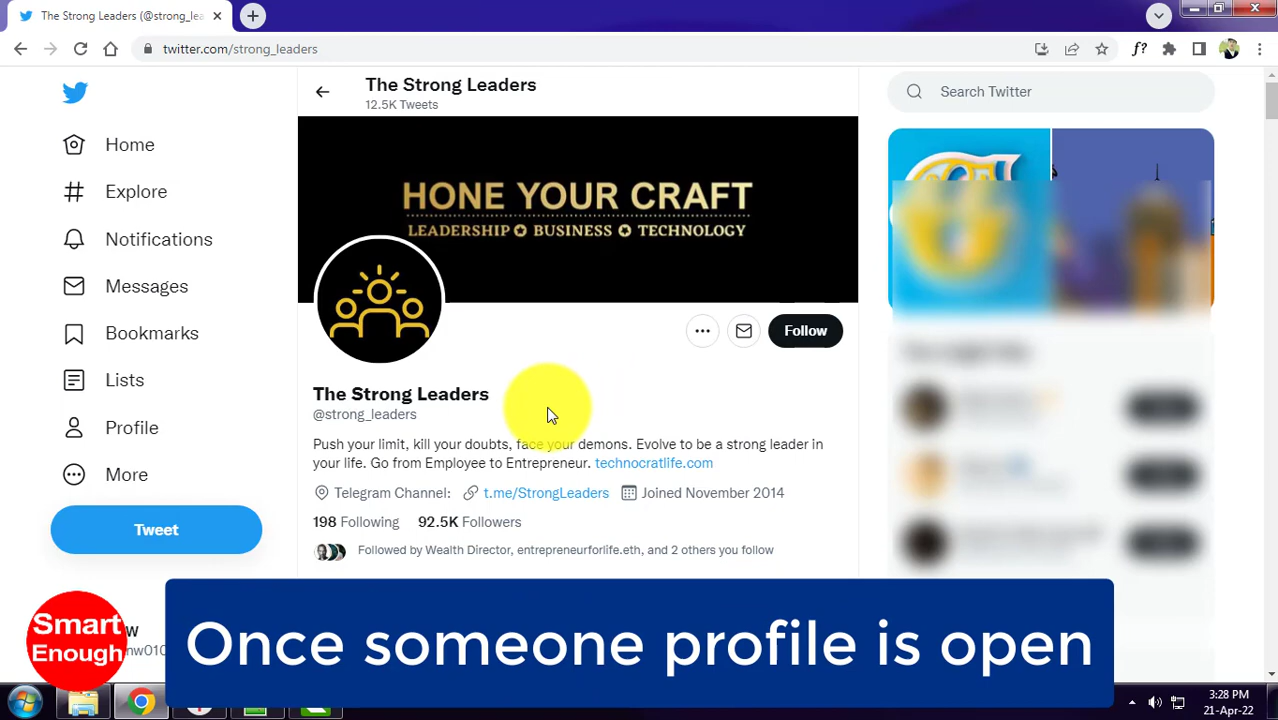 The Strong Leaders (@strong_lea
twitter.com/strong_leaders
f?
The Strong Leaders
12.5K Tweets
Search Twitter
Home
Explore
Notifications
Messages
Bookmarks
Lists
Profile
More
Tweet
HONE YOUR CRAFT
LEADERSHIP ✪ BUSINESS ✪ TECHNOLOGY
Follow
The Strong Leaders
@strong_leaders
Push your limit, kill your doubts, face your demons. Evolve to be a strong leader in
your life. Go from Employee to Entrepreneur. technocratlife.com
Telegram Channel: t.me/StrongLeaders Joined November 2014
198 Following 92.5K Followers
Followed by Wealth Director, entrepreneurforlife.eth, and 2 others you follow
Smart
Enough
Once someone profile is open
3:28 PM
21-Apr-22